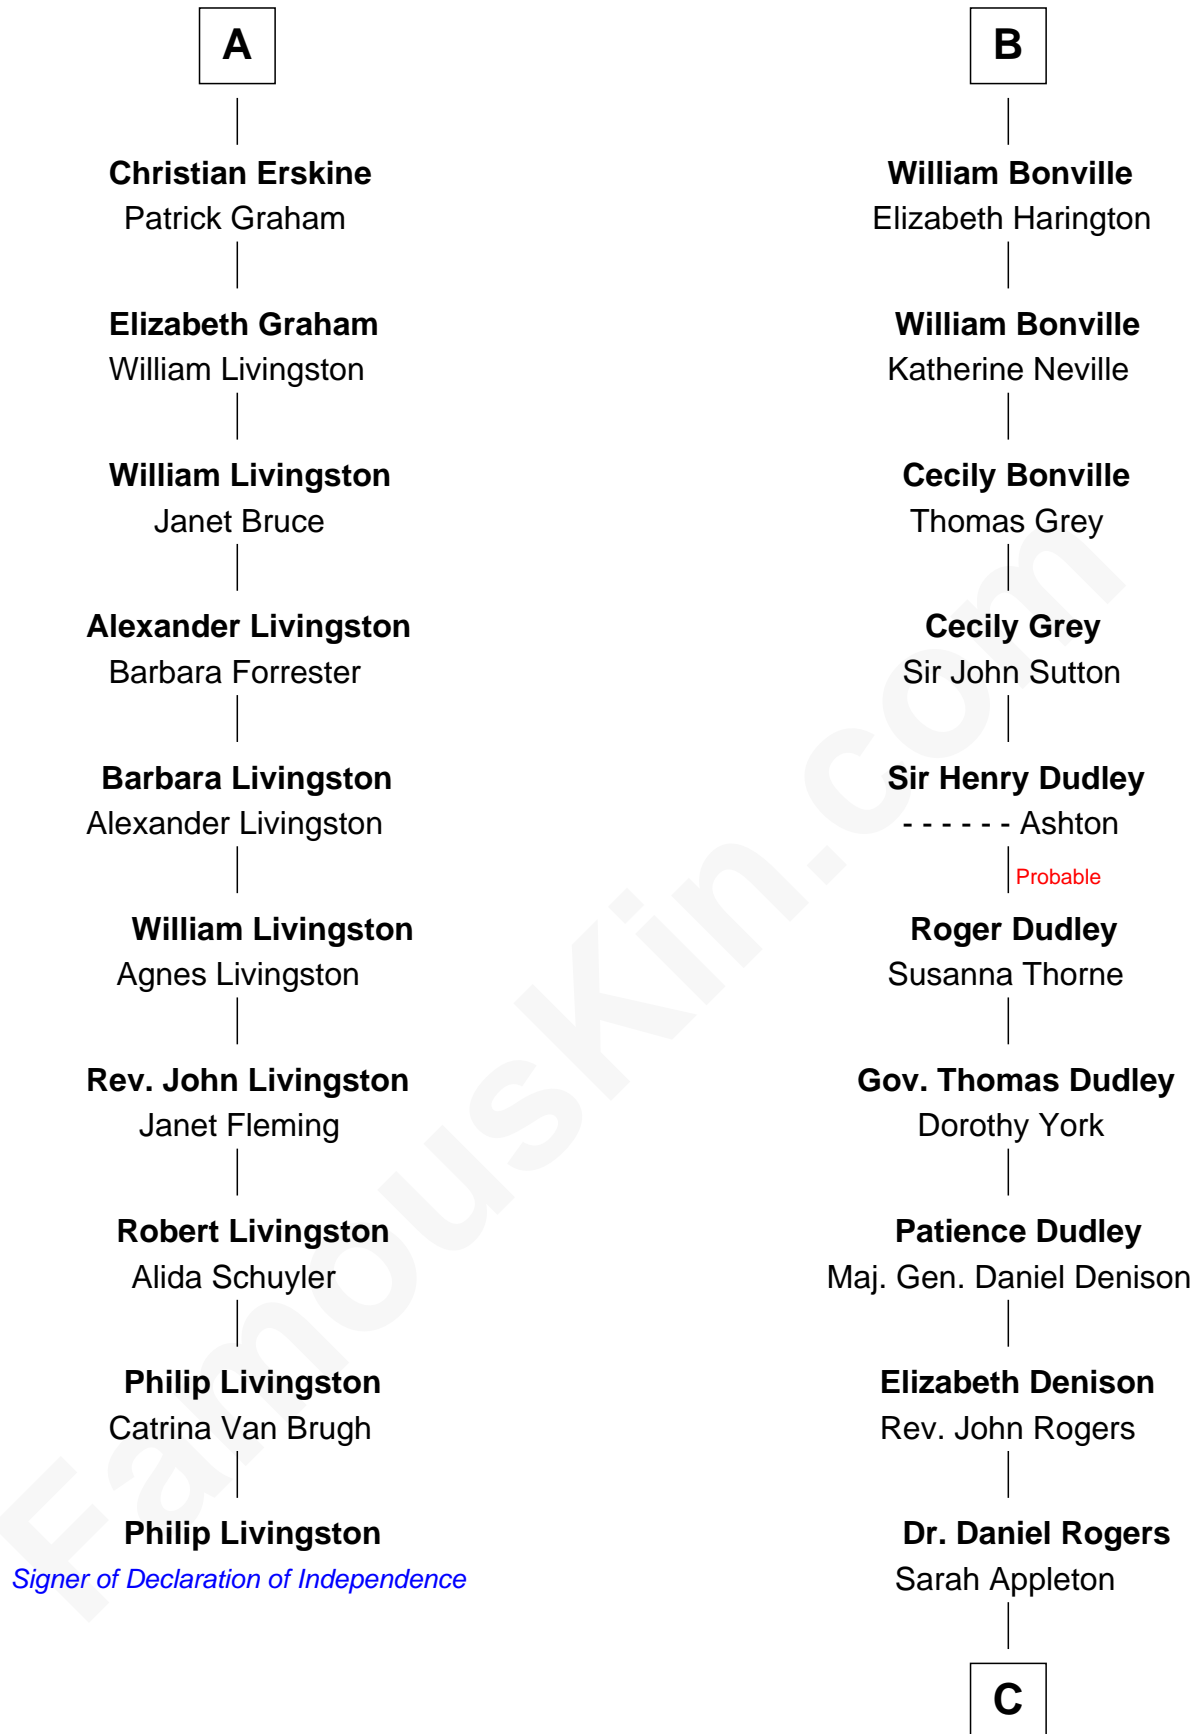 A
Christian Erskine
Patrick Graham
Elizabeth Graham
William Livingston
William Livingston
Janet Bruce
Alexander Livingston
Barbara Forrester
Barbara Livingston
Alexander Livingston
William Livingston
Agnes Livingston
Rev. John Livingston
Janet Fleming
Robert Livingston
Alida Schuyler
Philip Livingston
Catrina Van Brugh
Philip Livingston
Signer of Declaration of Independence
B
William Bonville
Elizabeth Harington
William Bonville
Katherine Neville
Cecily Bonville
Thomas Grey
Cecily Grey
Sir John Sutton
Sir Henry Dudley
- - - - - - Ashton
Probable
Roger Dudley
Susanna Thorne
Gov. Thomas Dudley
Dorothy York
Patience Dudley
Maj. Gen. Daniel Denison
Elizabeth Denison
Rev. John Rogers
Dr. Daniel Rogers
Sarah Appleton
C
FamousKin.com